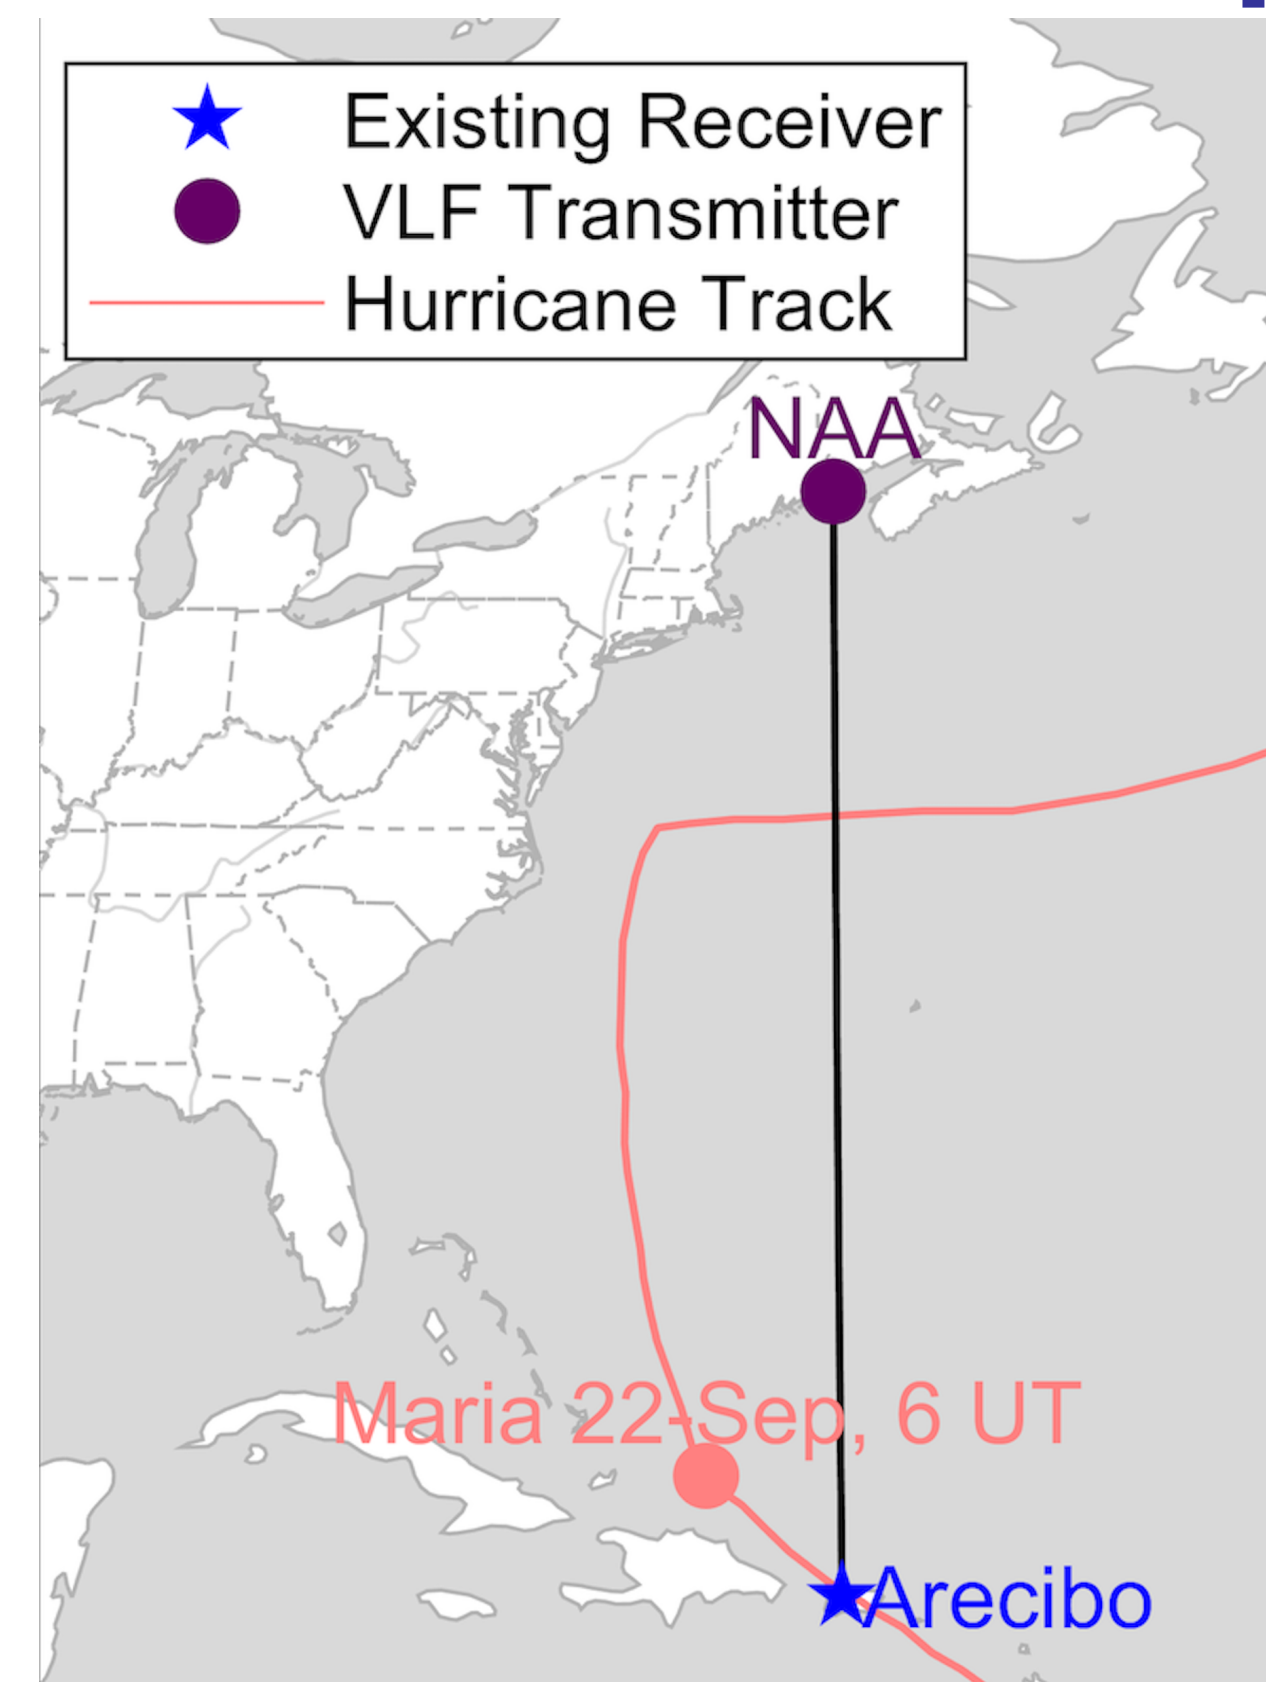 Existing Receiver
VLF Transmitter
Hurricane Track
NAA
Maria 22-Sep, 6 UT
Arecibo